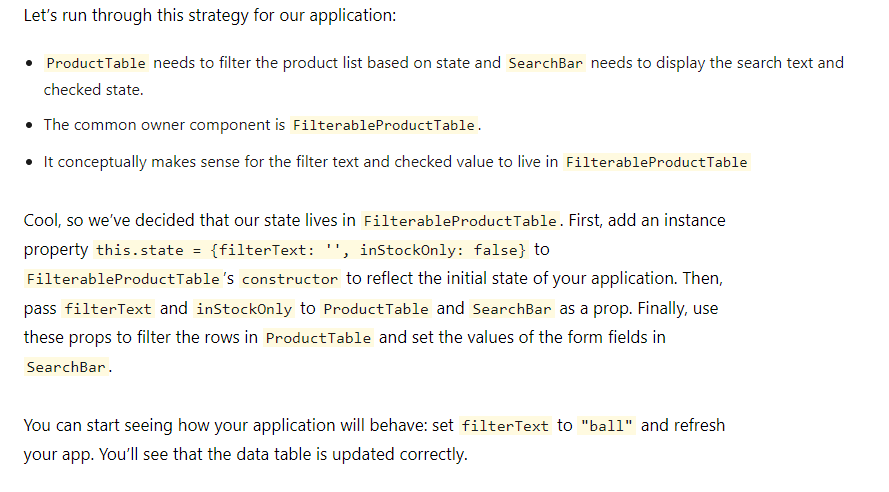 Let's run through this strategy for our application:
• ProductTable needs to filter the product list based on state and SearchBar needs to display the search text and
checked state.
• The common owner component is FilterableProductTable.
• It conceptually makes sense for the filter text and checked value to live in FilterableProductTable
Cool, so we've decided that our state lives in FilterableProductTable. First, add an instance
property this.state = {filterText: '', inStockOnly: false} to
FilterableProductTable's constructor to reflect the initial state of your application. Then,
pass filterText and inStockOnly to ProductTable and SearchBar as a prop. Finally, use
these props to filter the rows in ProductTable and set the values of the form fields in
SearchBar.
You can start seeing how your application will behave: set filterText to "ball" and refresh
your app. You'll see that the data table is updated correctly.